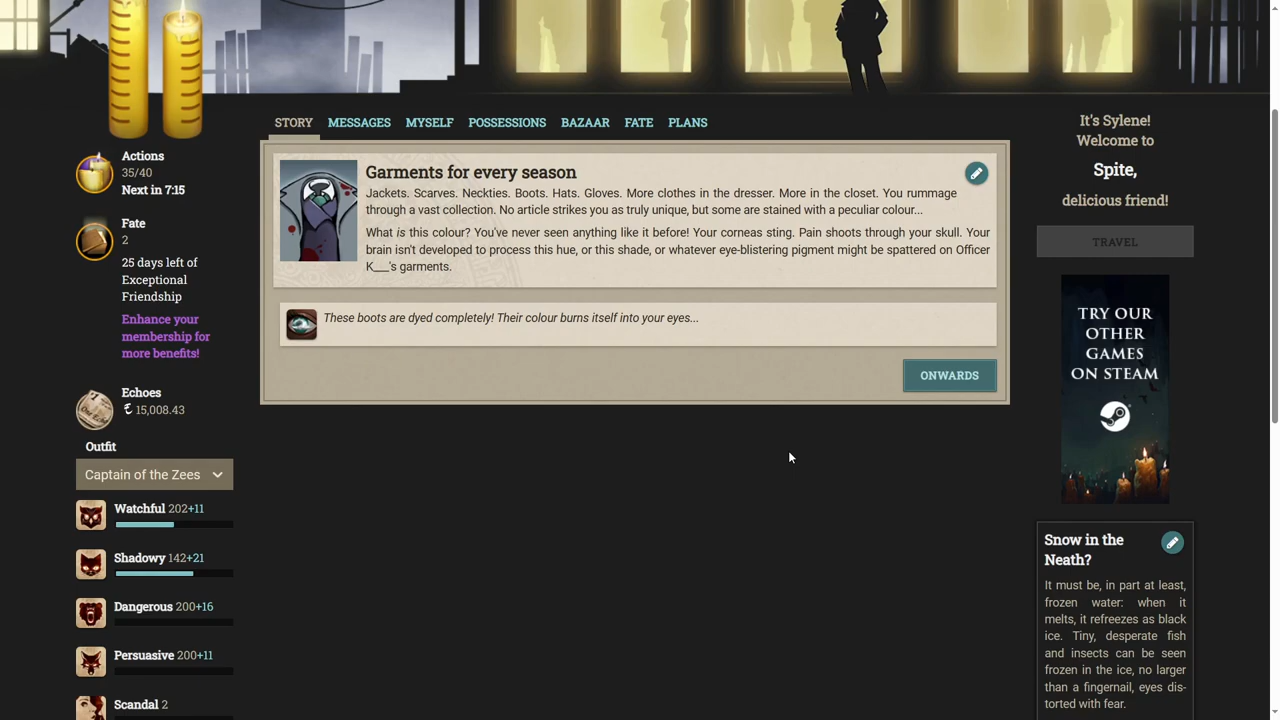 STORY MESSAGES MYSELF POSSESSIONS BAZAAR FATE PLANS
Actions
35/40
Next in 7:15
Fate
2
25 days left of
Exceptional
Friendship
Enhance your
membership for
more benefits!
Echoes
15,008.43
Outfit
Captain of the Zees
Watchful 202+11
Shadowy 142+21
Dangerous 200+16
Persuasive 200+11
Scandal 2
Garments for every season
Jackets. Scarves. Neckties. Boots. Hats. Gloves. More clothes in the dresser. More in the closet. You rummage
through a vast collection. No article strikes you as truly unique, but some are stained with a peculiar colour...
What is this colour? You've never seen anything like it before! Your corneas sting. Pain shoots through your skull. Your
brain isn't developed to process this hue, or this shade, or whatever eye-blistering pigment might be spattered on Officer
K___'s garments.
These boots are dyed completely! Their colour burns itself into your eyes...
ONWARDS
It's Sylene!
Welcome to
Spite,
delicious friend!
TRAVEL
TRY OUR
OTHER
GAMES
ON STEAM
Snow in the
Neath?
It must be, in part at least,
frozen water: when it
melts, it refreezes as black
ice. Tiny, desperate fish
and insects can be seen
frozen in the ice, no larger
than a fingernail, eyes dis-
torted with fear.